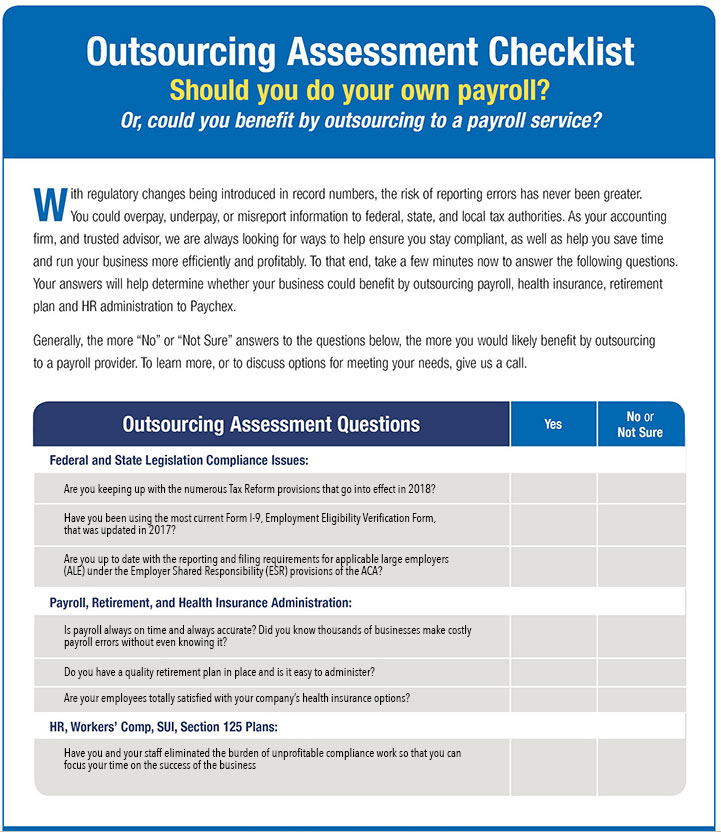 Outsourcing Assessment Checklist
Should you do your own payroll?
Or, could you benefit by outsourcing to a payroll service?
With regulatory changes being introduced in record numbers, the risk of reporting errors has never been greater.
You could overpay, underpay, or misreport information to federal, state, and local tax authorities. As your accounting
firm, and trusted advisor, we are always looking for ways to help ensure you stay compliant, as well as help you save time
and run your business more efficiently and profitably. To that end, take a few minutes now to answer the following questions.
Your answers will help determine whether your business could benefit by outsourcing payroll, health insurance, retirement
plan and HR administration to Paychex.
Generally, the more “No” or “Not Sure” answers to the questions below, the more you would likely benefit by outsourcing
to a payroll provider. To learn more, or to discuss options for meeting your needs, give us a call.
Outsourcing Assessment Questions
Yes
No or
Not Sure
Federal and State Legislation Compliance Issues:
Are you keeping up with the numerous Tax Reform provisions that go into effect in 2018?
Have you been using the most current Form I-9, Employment Eligibility Verification Form,
that was updated in 2017?
Are you up to date with the reporting and filing requirements for applicable large employers
(ALE) under the Employer Shared Responsibility (ESR) provisions of the ACA?
Payroll, Retirement, and Health Insurance Administration:
Is payroll always on time and always accurate? Did you know thousands of businesses make costly
payroll errors without even knowing it?
Do you have a quality retirement plan in place and is it easy to administer?
Are your employees totally satisfied with your company’s health insurance options?
HR, Workers’ Comp, SUI, Section 125 Plans:
Have you and your staff eliminated the burden of unprofitable compliance work so that you can
focus your time on the success of the business